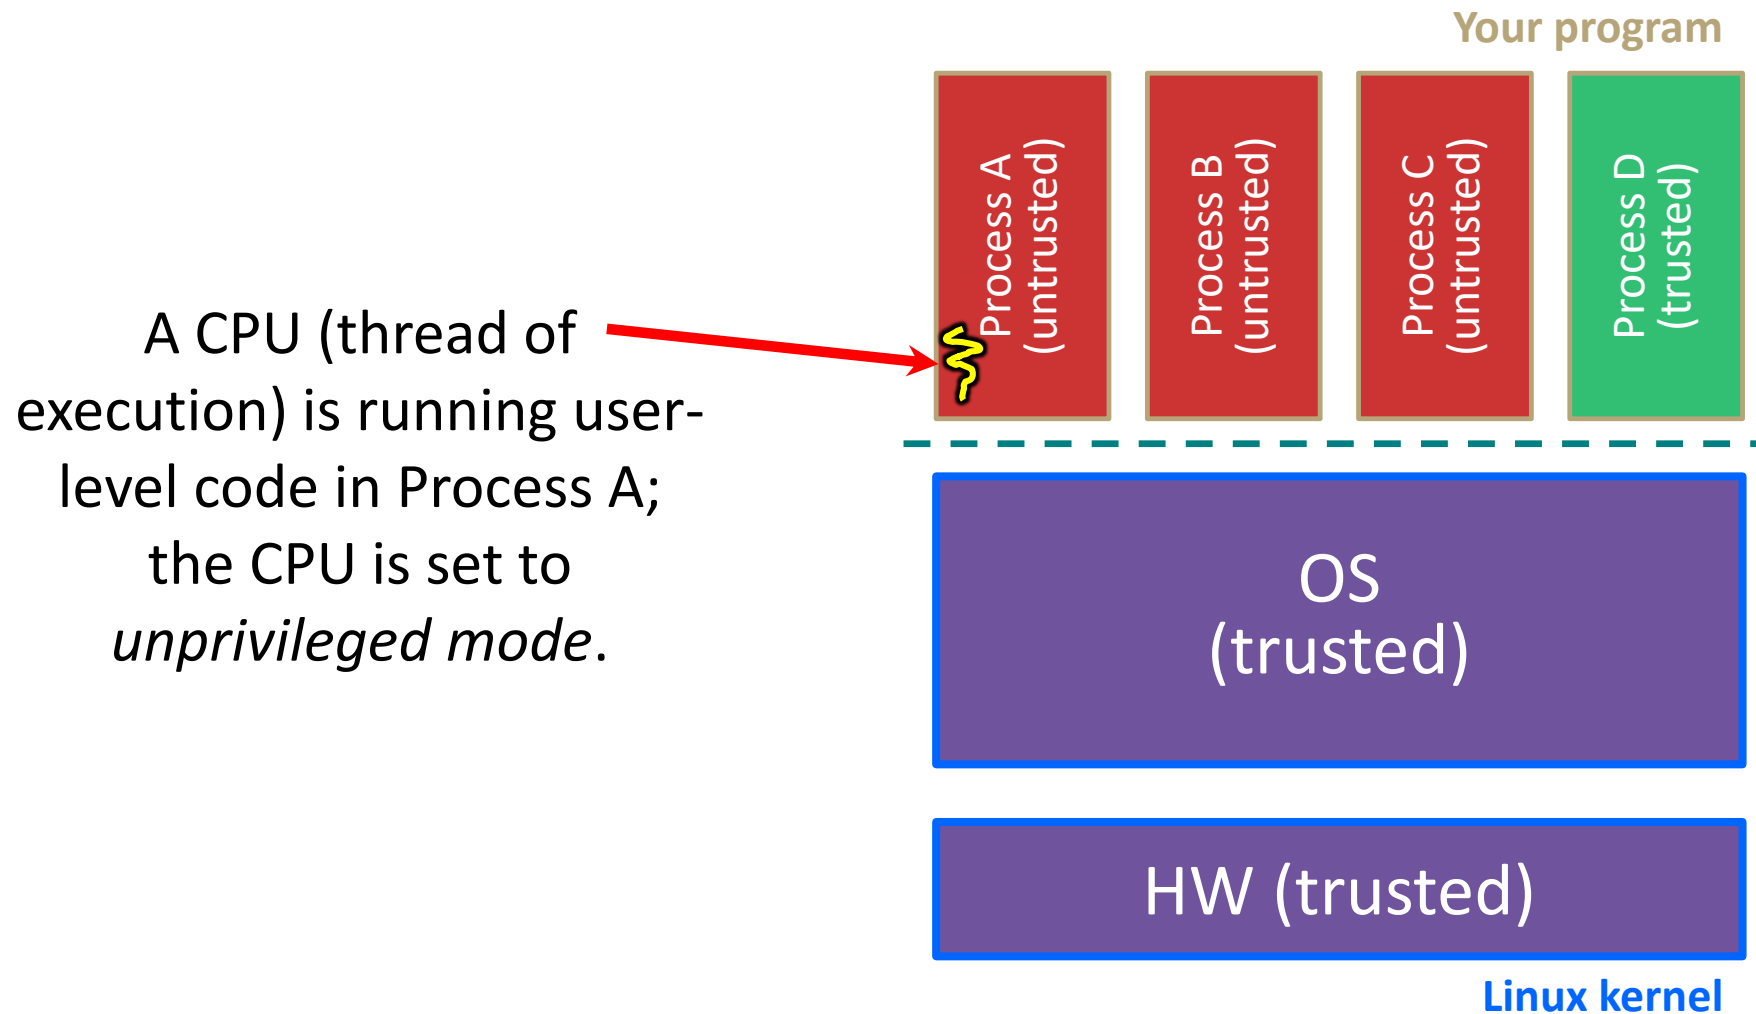 Your program
Process A
(untrusted)
Process B
(untrusted)
Process C
(untrusted)
Process D
(trusted)
A CPU (thread of
execution) is running user-
level code in Process A;
the CPU is set to
unprivileged mode.
OS
(trusted)
HW (trusted)
Linux kernel